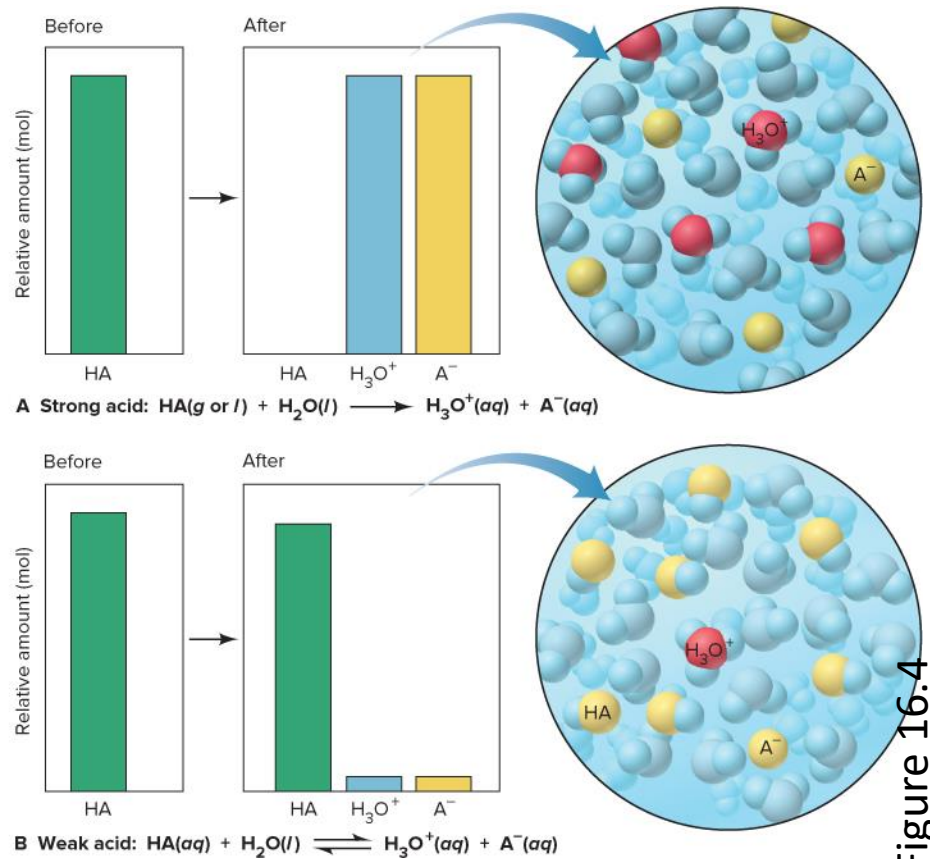 Before After
Relative amount (mol)
H₃O⁺
A⁻
HA HA H₃O⁺ A⁻
A Strong acid: HA(g or l) + H₂O(l) ⟶ H₃O⁺(aq) + A⁻(aq)
Before After
Relative amount (mol)
H₃O⁺
HA
A⁻
HA HA H₃O⁺ A⁻
B Weak acid: HA(aq) + H₂O(l) ⇌ H₃O⁺(aq) + A⁻(aq)
Figure 16.4